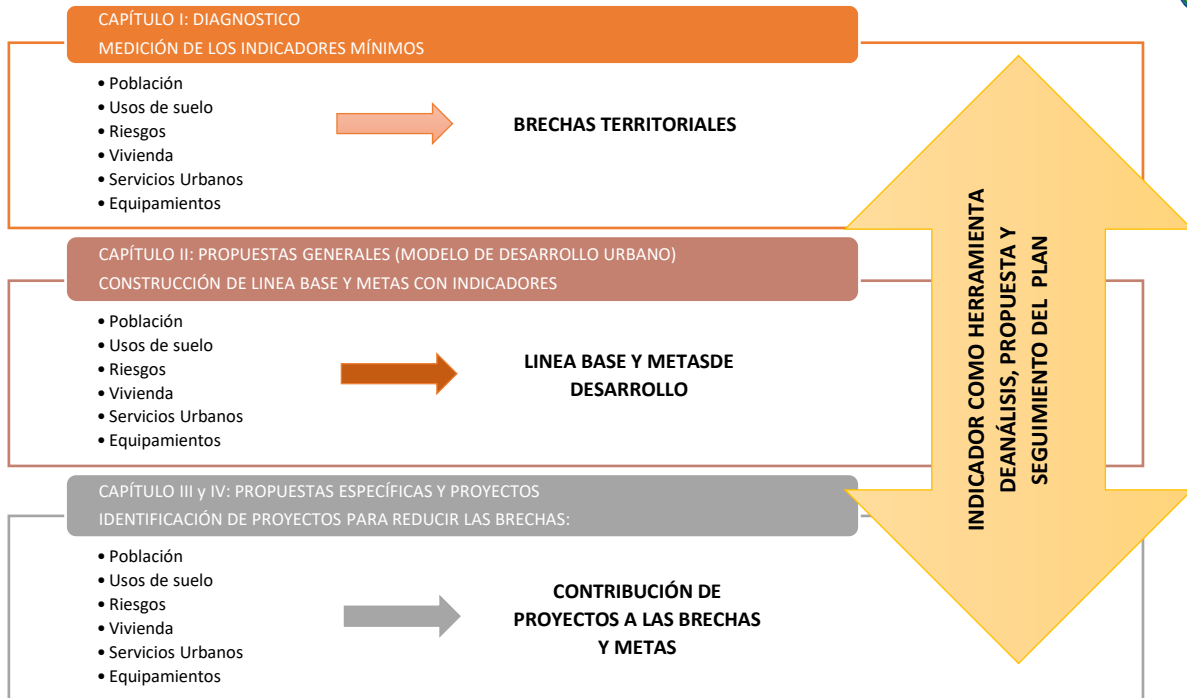 CAPÍTULO I: DIAGNOSTICO
MEDICIÓN DE LOS INDICADORES MÍNIMOS
• Población
• Usos de suelo
• Riesgos
• Vivienda
• Servicios Urbanos
• Equipamientos
BRECHAS TERRITORIALES
CAPÍTULO II: PROPUESTAS GENERALES (MODELO DE DESARROLLO URBANO)
CONSTRUCCIÓN DE LINEA BASE Y METAS CON INDICADORES
• Población
• Usos de suelo
• Riesgos
• Vivienda
• Servicios Urbanos
• Equipamientos
LINEA BASE Y METASDE
DESARROLLO
CAPÍTULO III y IV: PROPUESTAS ESPECÍFICAS Y PROYECTOS
IDENTIFICACIÓN DE PROYECTOS PARA REDUCIR LAS BRECHAS:
• Población
• Usos de suelo
• Riesgos
• Vivienda
• Servicios Urbanos
• Equipamientos
CONTRIBUCIÓN DE
PROYECTOS A LAS BRECHAS
Y METAS
INDICADOR COMO HERRAMIENTA
DEANÁLISIS, PROPUESTA Y
SEGUIMIENTO DEL PLAN